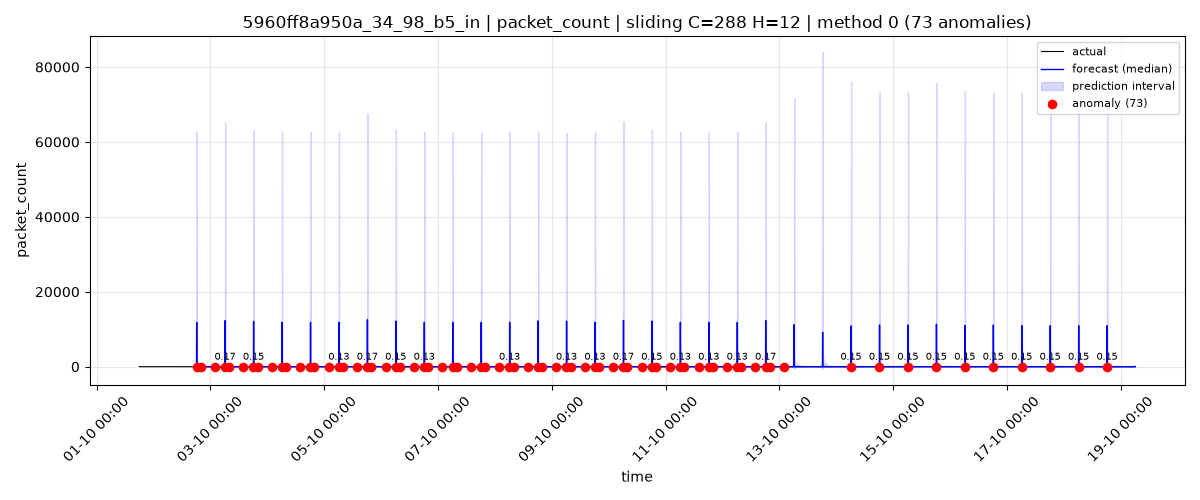 5960ff8a950a_34_98_b5_in | packet_count | sliding C=288 H=12 | method 0 (73 anomalies)
actual
forecast (median)
prediction interval
anomaly (73)
packet_count
80000
60000
40000
20000
0
0.17 0.15 0.13 0.17 0.15 0.13 0.13 0.13 0.13 0.17 0.15 0.13 0.13 0.13 0.17 0.15 0.15 0.15 0.15 0.15 0.15 0.15 0.15 0.15 0.15
01-10 00:00 03-10 00:00 05-10 00:00 07-10 00:00 09-10 00:00 11-10 00:00 13-10 00:00 15-10 00:00 17-10 00:00 19-10 00:00
time